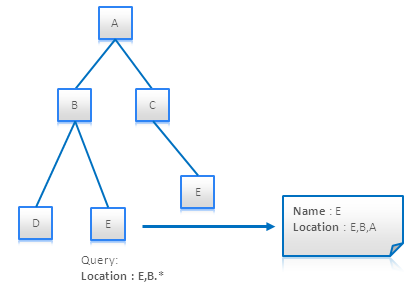 A
B
C
E
D
E
Name : E
Location : E,B,A
Query:
Location : E,B.*